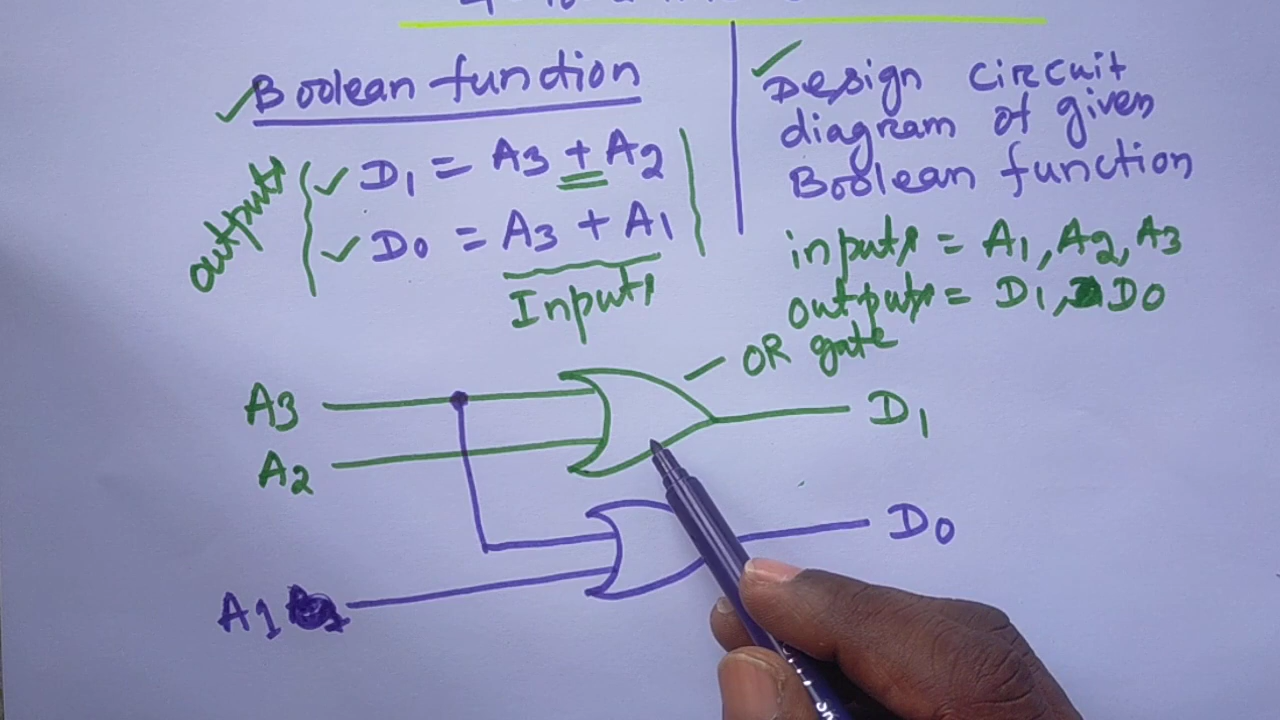 Boolean function
D1 = A3 + A2
D0 = A3 + A1
outputs
Inputs
Design circuit
diagram of given
Boolean function
inputs = A1, A2, A3
outputs = D1, D0
OR gate
A3
A2
D1
D0
A1